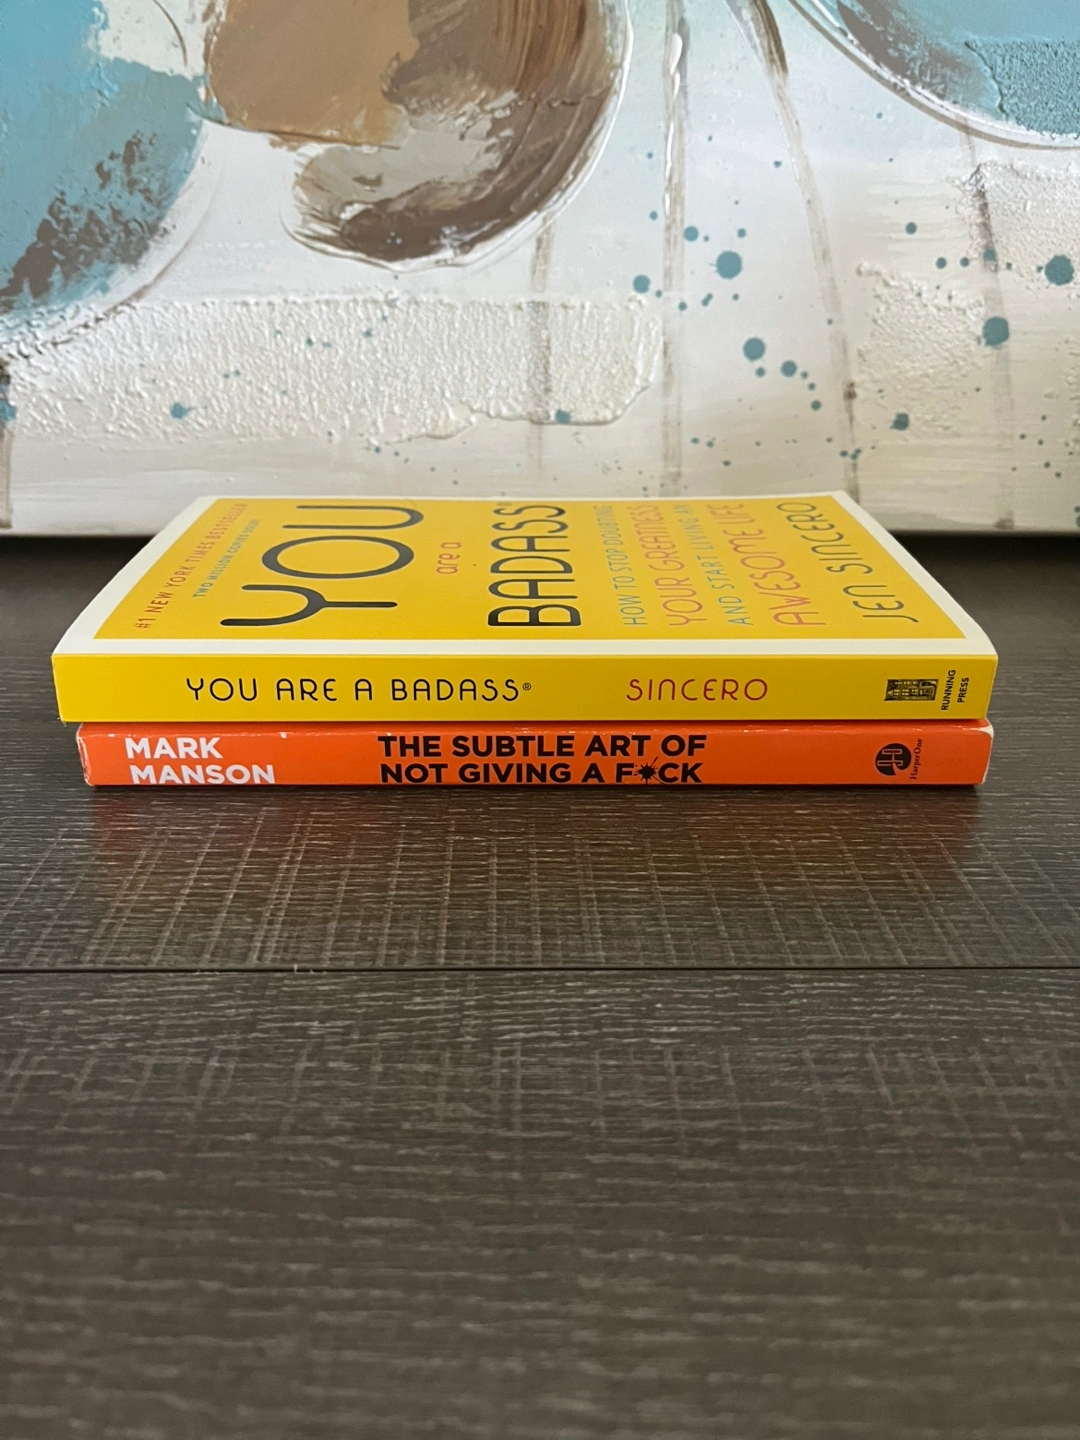 #1 NEW YORK TIMES BESTSELLER
TWO MILLION COPIES SOLD!
YOU
are a
BADASS®
HOW TO STOP DOUBTING
YOUR GREATNESS
AND START LIVING AN
AWESOME LIFE
JEN SINCERO
YOU ARE A BADASS® SINCERO
RUNNING
PRESS
MARK
MANSON
THE SUBTLE ART OF
NOT GIVING A F*CK
HarperOne